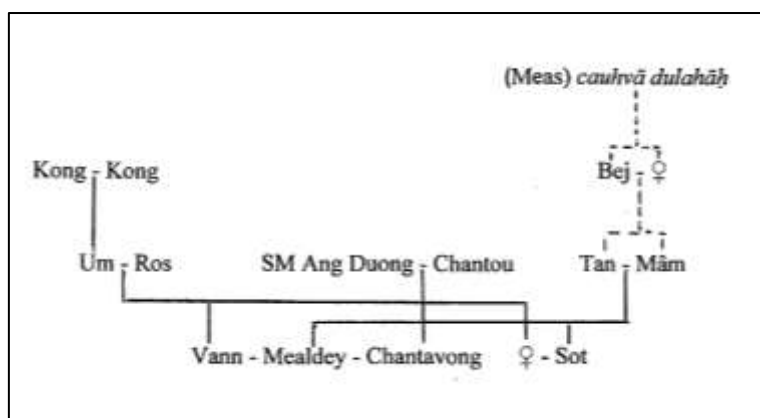 (Meas) cauhvā dulahāḥ
Kong - Kong
Bej - ♀
Um - Ros
SM Ang Duong - Chantou
Tan - Mâm
Vann - Mealdey - Chantavong
♀ - Sot